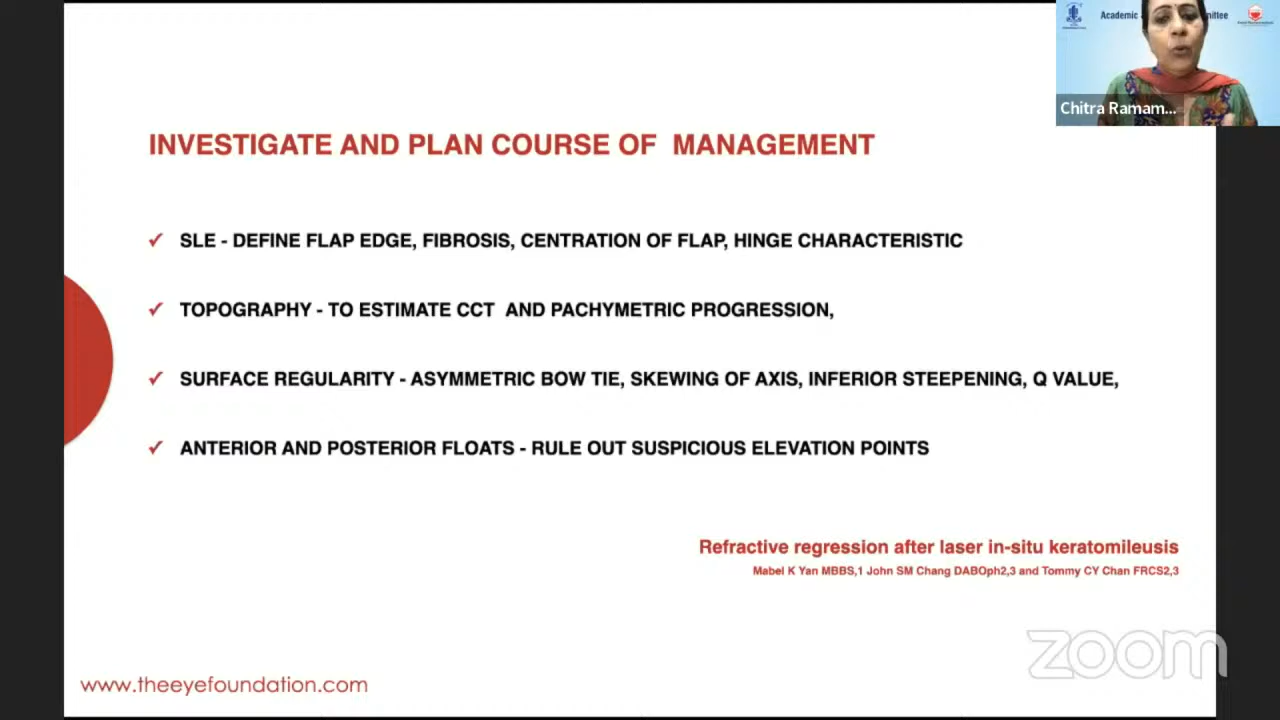 Academic
mittee
Chitra Ramam...
INVESTIGATE AND PLAN COURSE OF MANAGEMENT
✓ SLE - DEFINE FLAP EDGE, FIBROSIS, CENTRATION OF FLAP, HINGE CHARACTERISTIC
✓ TOPOGRAPHY - TO ESTIMATE CCT AND PACHYMETRIC PROGRESSION,
✓ SURFACE REGULARITY - ASYMMETRIC BOW TIE, SKEWING OF AXIS, INFERIOR STEEPENING, Q VALUE,
✓ ANTERIOR AND POSTERIOR FLOATS - RULE OUT SUSPICIOUS ELEVATION POINTS
Refractive regression after laser in-situ keratomileusis
Mabel K Yan MBBS,1 John SM Chang DABOph2,3 and Tommy CY Chan FRCS2,3
zoom
www.theeyefoundation.com